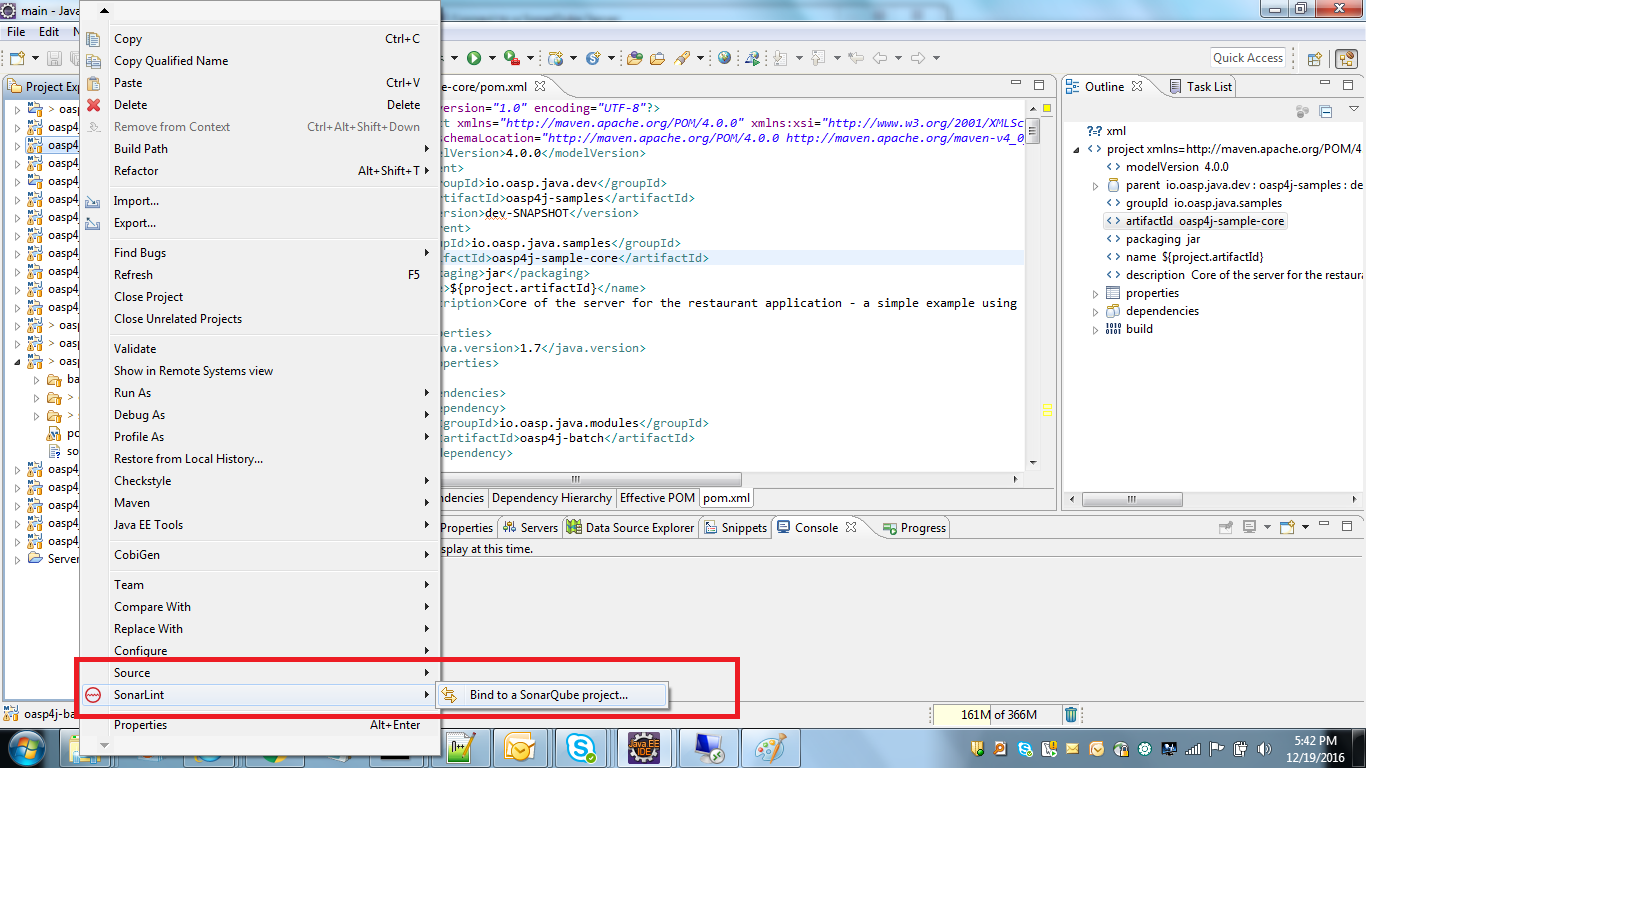 main - Java
File Edit N
Quick Access
Project Exp
> oasp
oasp4
oasp4
oasp4
oasp4
oasp4
oasp4
oasp4
oasp4
oasp4
oasp4
oasp4
> oasp
> oasp
> oasp
ba
>
>
po
so
oasp4
oasp4
oasp4
oasp4
oasp4
Server
oasp4j-ba
Copy Ctrl+C
Copy Qualified Name
Paste Ctrl+V
Delete Delete
Remove from Context Ctrl+Alt+Shift+Down
Build Path
Refactor Alt+Shift+T
Import...
Export...
Find Bugs
Refresh F5
Close Project
Close Unrelated Projects
Validate
Show in Remote Systems view
Run As
Debug As
Profile As
Restore from Local History...
Checkstyle
Maven
Java EE Tools
CobiGen
Team
Compare With
Replace With
Configure
Source
SonarLint
Bind to a SonarQube project...
Properties Alt+Enter
e-core/pom.xml
version="1.0" encoding="UTF-8"?>
t xmlns="http://maven.apache.org/POM/4.0.0" xmlns:xsi="http://www.w3.org/2001/XMLSc
schemaLocation="http://maven.apache.org/POM/4.0.0 http://maven.apache.org/maven-v4_0
elVersion>4.0.0</modelVersion>
ent>
oupId>io.oasp.java.dev</groupId>
tifactId>oasp4j-samples</artifactId>
ersion>dev-SNAPSHOT</version>
rent>
pId>io.oasp.java.samples</groupId>
factId>oasp4j-sample-core</artifactId>
aging>jar</packaging>
>${project.artifactId}</name>
ription>Core of the server for the restaurant application - a simple example using
erties>
va.version>1.7</java.version>
operties>
ndencies>
pendency>
groupId>io.oasp.java.modules</groupId>
artifactId>oasp4j-batch</artifactId>
dependency>
ndencies Dependency Hierarchy Effective POM pom.xml
Properties Servers Data Source Explorer Snippets Console Progress
splay at this time.
Outline Task List
?-? xml
project xmlns=http://maven.apache.org/POM/4
modelVersion 4.0.0
parent io.oasp.java.dev : oasp4j-samples : de
groupId io.oasp.java.samples
artifactId oasp4j-sample-core
packaging jar
name ${project.artifactId}
description Core of the server for the restaura
properties
dependencies
build
161M of 366M
Java EE
IDE
5:42 PM
12/19/2016